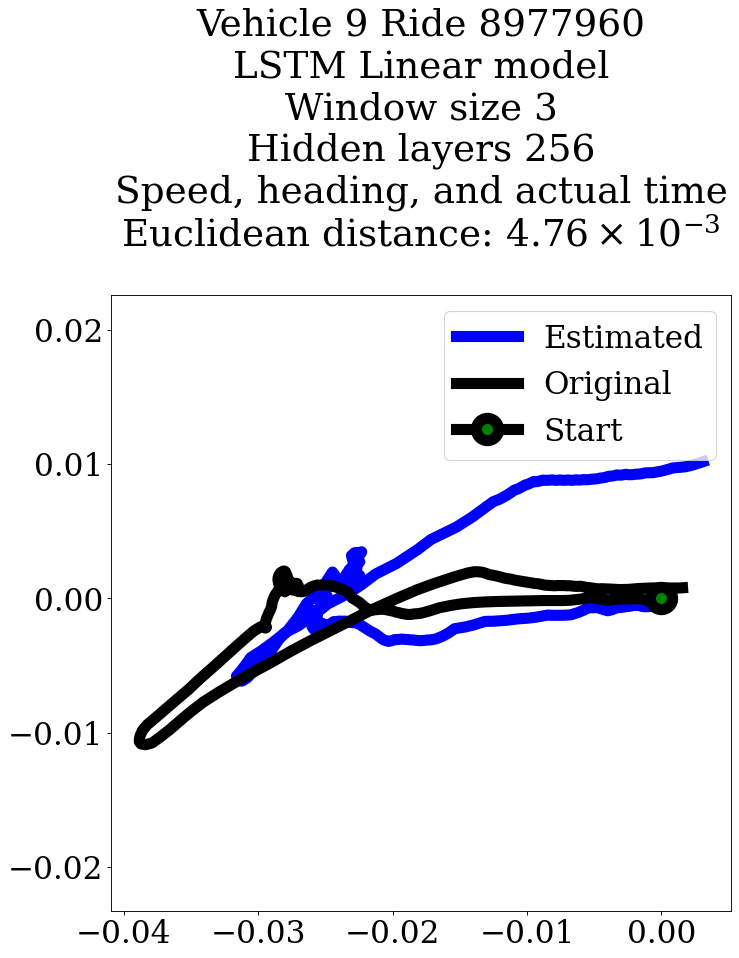 Vehicle 9 Ride 8977960
LSTM Linear model
Window size 3
Hidden layers 256
Speed, heading, and actual time
Euclidean distance: 4.76 × 10⁻³
Estimated
Original
Start
0.02
0.01
0.00
−0.01
−0.02
−0.04 −0.03 −0.02 −0.01 0.00